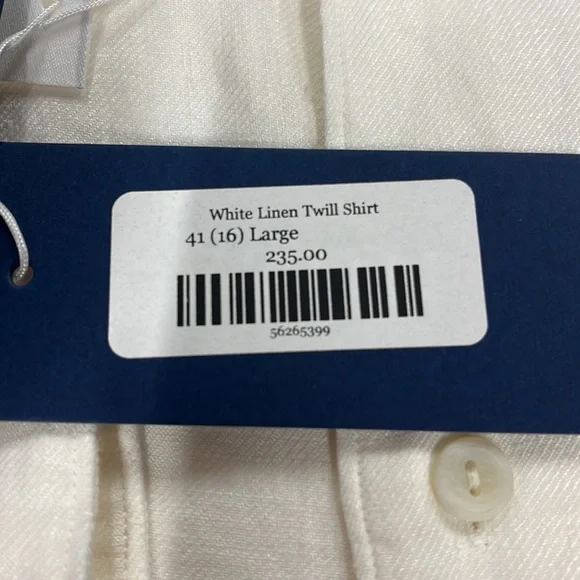 White Linen Twill Shirt
41 (16) Large
235.00
56265399